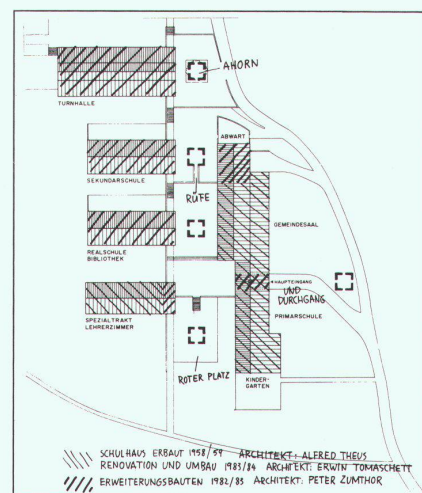 AHORN
TURNHALLE
ABWART
SEKUNDARSCHULE
RÜFE
GEMEINDESAAL
REALSCHULE
BIBLIOTHEK
HAUPTEINGANG
UND
DURCHGANG
SPEZIALTRAKT
LEHRERZIMMER
PRIMARSCHULE
ROTER PLATZ
KINDER-
GARTEN
SCHULHAUS ERBAUT 1958/59 ARCHITEKT: ALFRED THEUS
RENOVATION UND UMBAU 1983/84 ARCHITEKT: ERWIN TOMASCHETT
ERWEITERUNGSBAUTEN 1982/83 ARCHITEKT: PETER ZUMTHOR